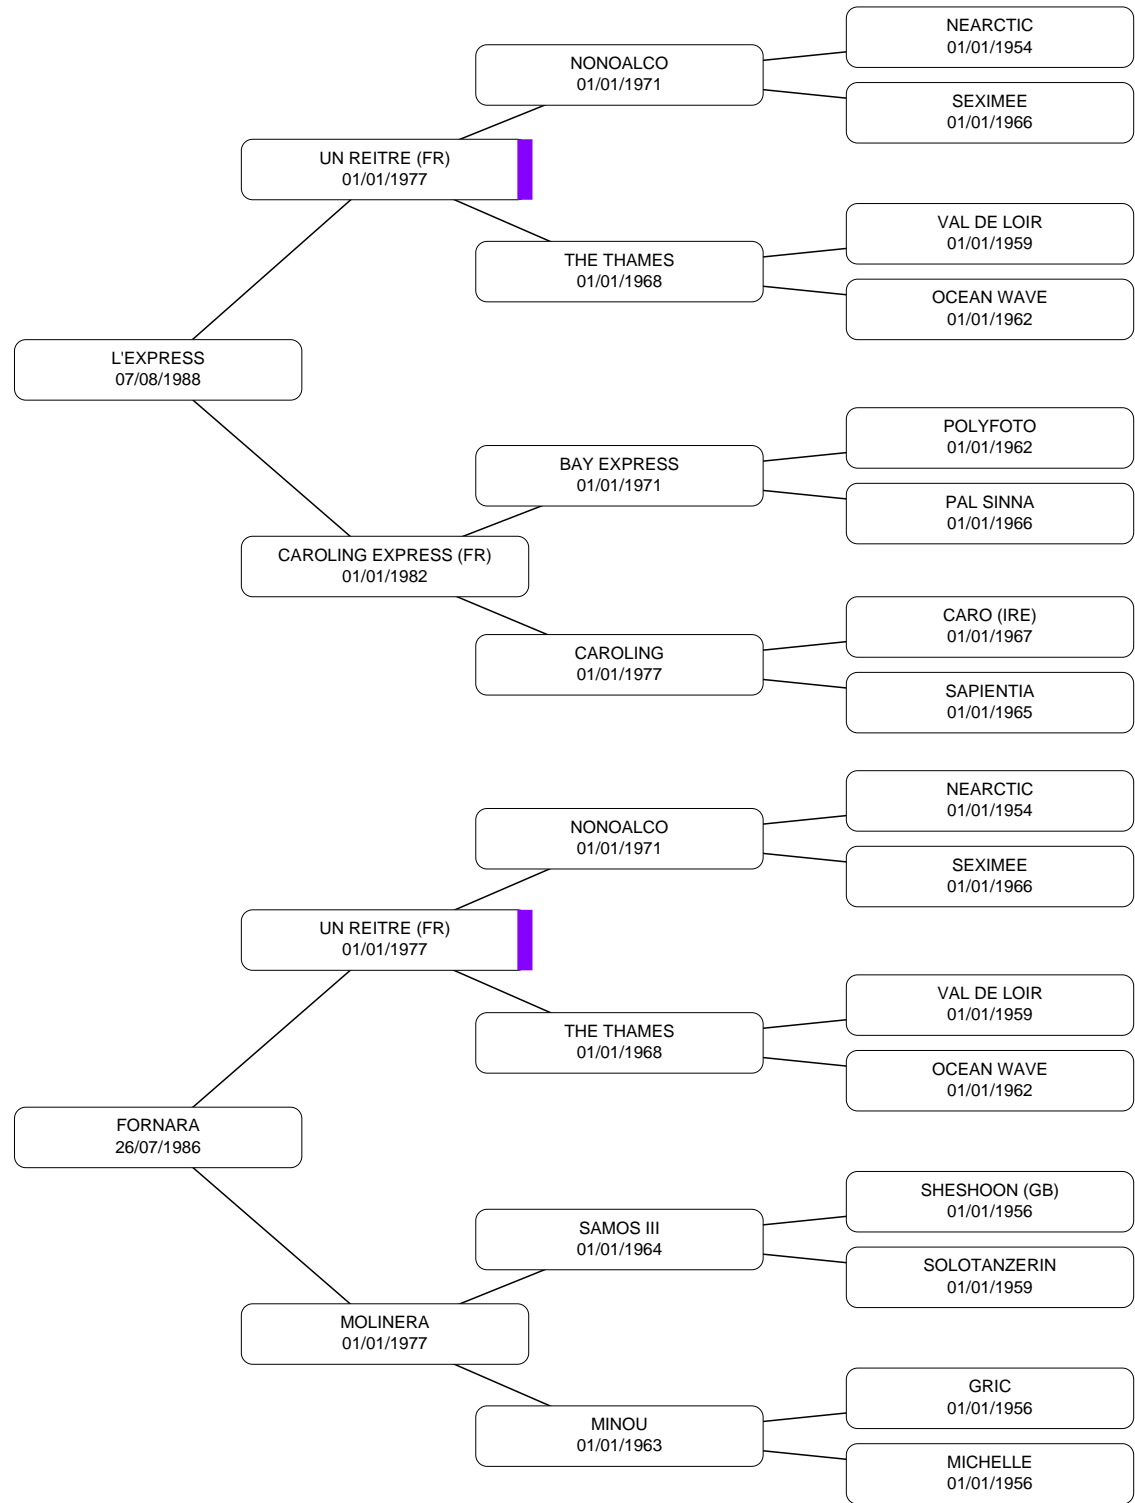 NEARCTIC
01/01/1954
NONOALCO
01/01/1971
SEXIMEE
01/01/1966
UN REITRE (FR)
01/01/1977
VAL DE LOIR
01/01/1959
THE THAMES
01/01/1968
OCEAN WAVE
01/01/1962
L'EXPRESS
07/08/1988
POLYFOTO
01/01/1962
BAY EXPRESS
01/01/1971
PAL SINNA
01/01/1966
CAROLING EXPRESS (FR)
01/01/1982
CARO (IRE)
01/01/1967
CAROLING
01/01/1977
SAPIENTIA
01/01/1965
NEARCTIC
01/01/1954
NONOALCO
01/01/1971
SEXIMEE
01/01/1966
UN REITRE (FR)
01/01/1977
VAL DE LOIR
01/01/1959
THE THAMES
01/01/1968
OCEAN WAVE
01/01/1962
FORNARA
26/07/1986
SHESHOON (GB)
01/01/1956
SAMOS III
01/01/1964
SOLOTANZERIN
01/01/1959
MOLINERA
01/01/1977
GRIC
01/01/1956
MINOU
01/01/1963
MICHELLE
01/01/1956